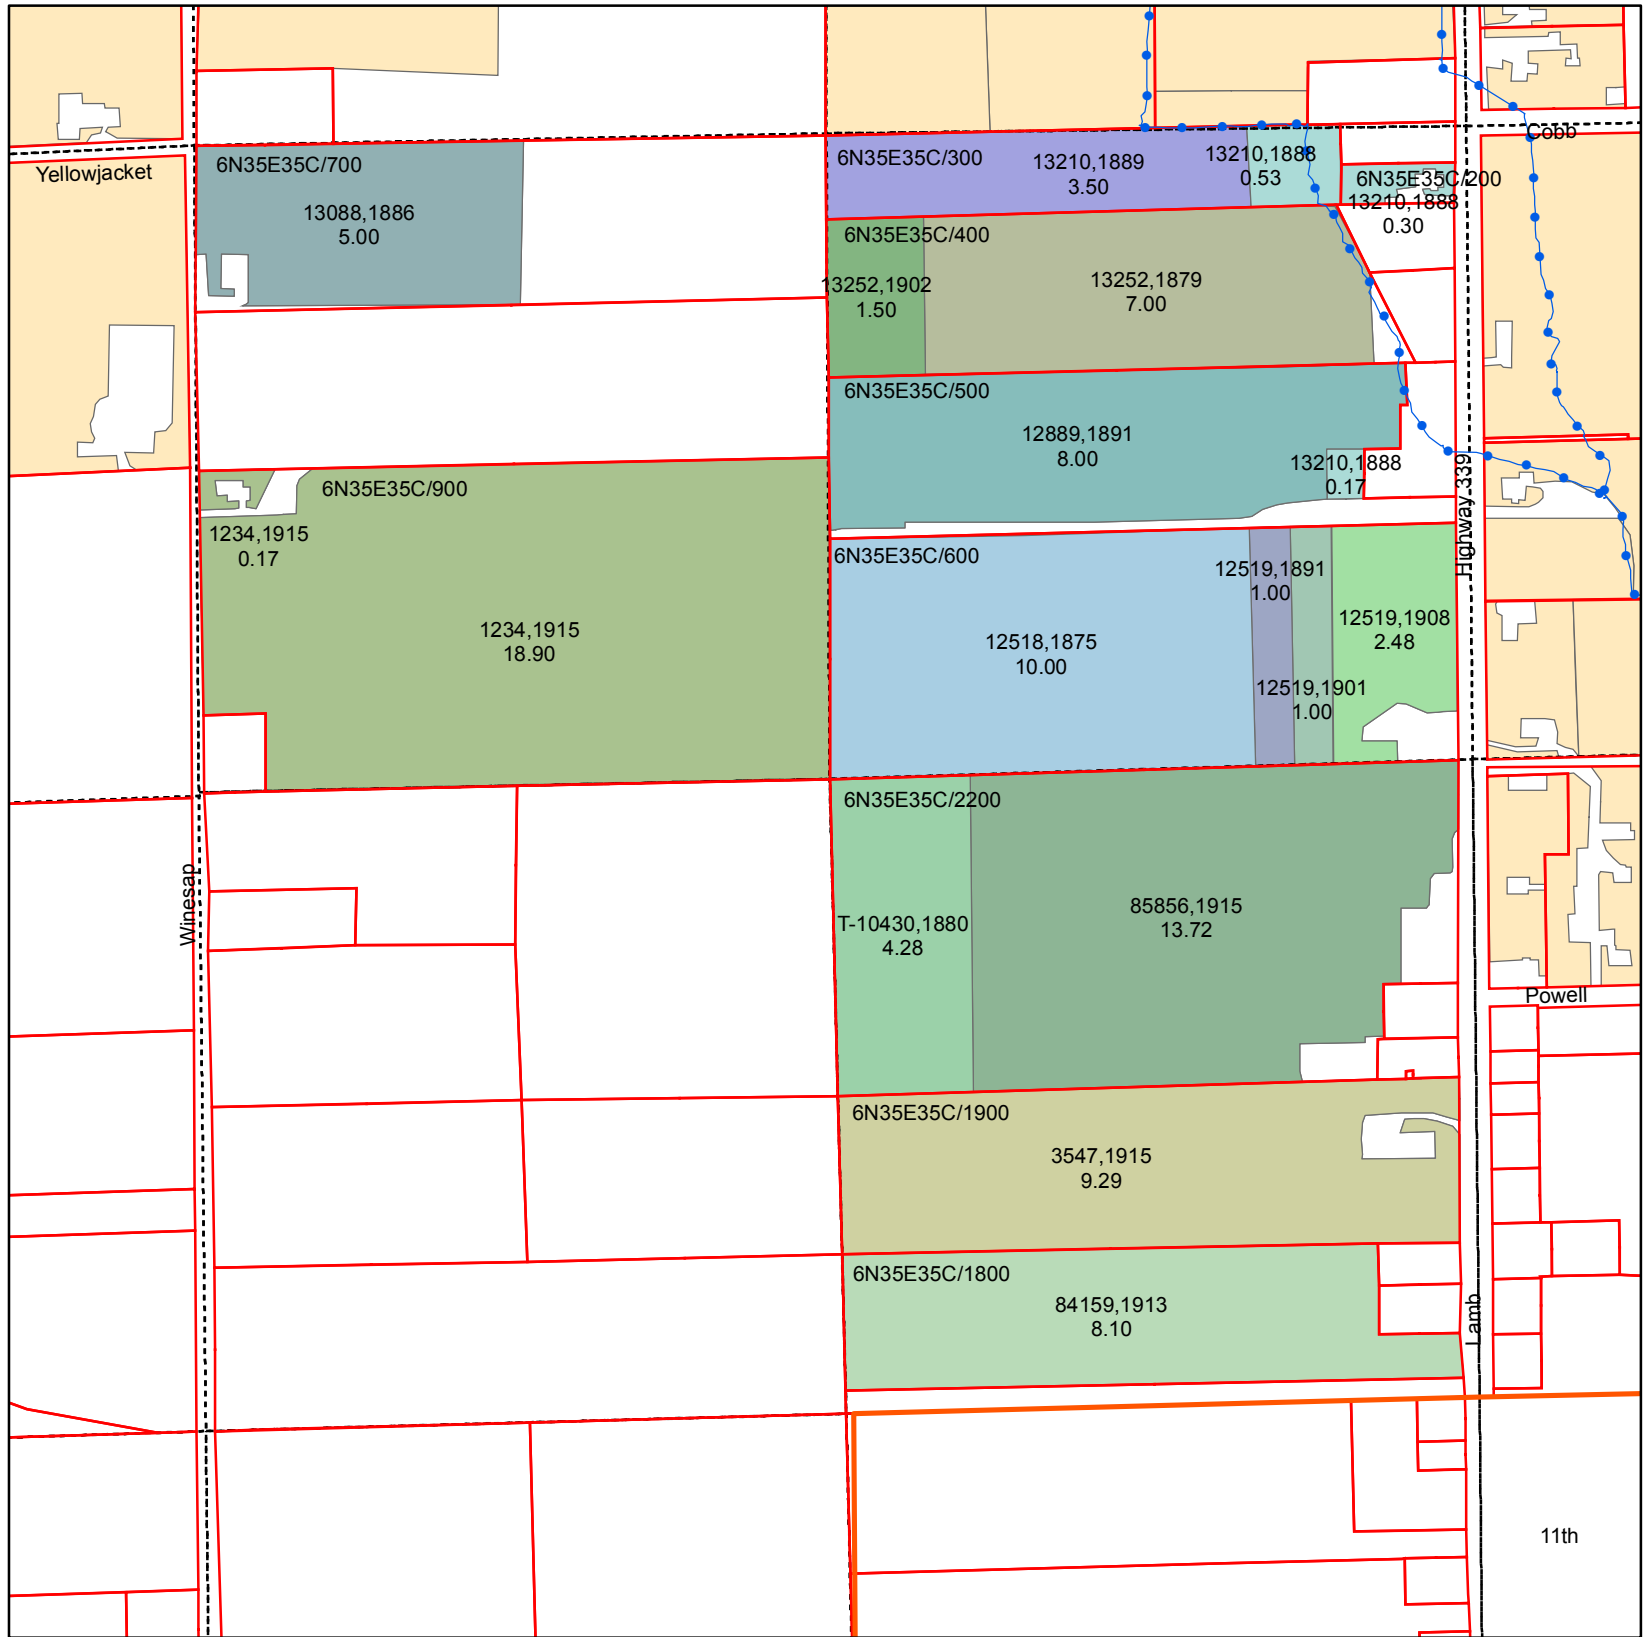 Cobb
Yellowjacket
6N35E35C/700
13088,1886
5.00
6N35E35C/300
13210,1889
3.50
13210,1888
0.53
6N35E35C/200
13210,1888
0.30
6N35E35C/400
13252,1902
1.50
13252,1879
7.00
6N35E35C/500
12889,1891
8.00
13210,1888
0.17
Highway 339
6N35E35C/900
1234,1915
0.17
1234,1915
18.90
6N35E35C/600
12518,1875
10.00
12519,1891
1.00
12519,1901
1.00
12519,1908
2.48
6N35E35C/2200
T-10430,1880
4.28
85856,1915
13.72
Winesap
Powell
6N35E35C/1900
3547,1915
9.29
6N35E35C/1800
84159,1913
8.10
Lamb
11th